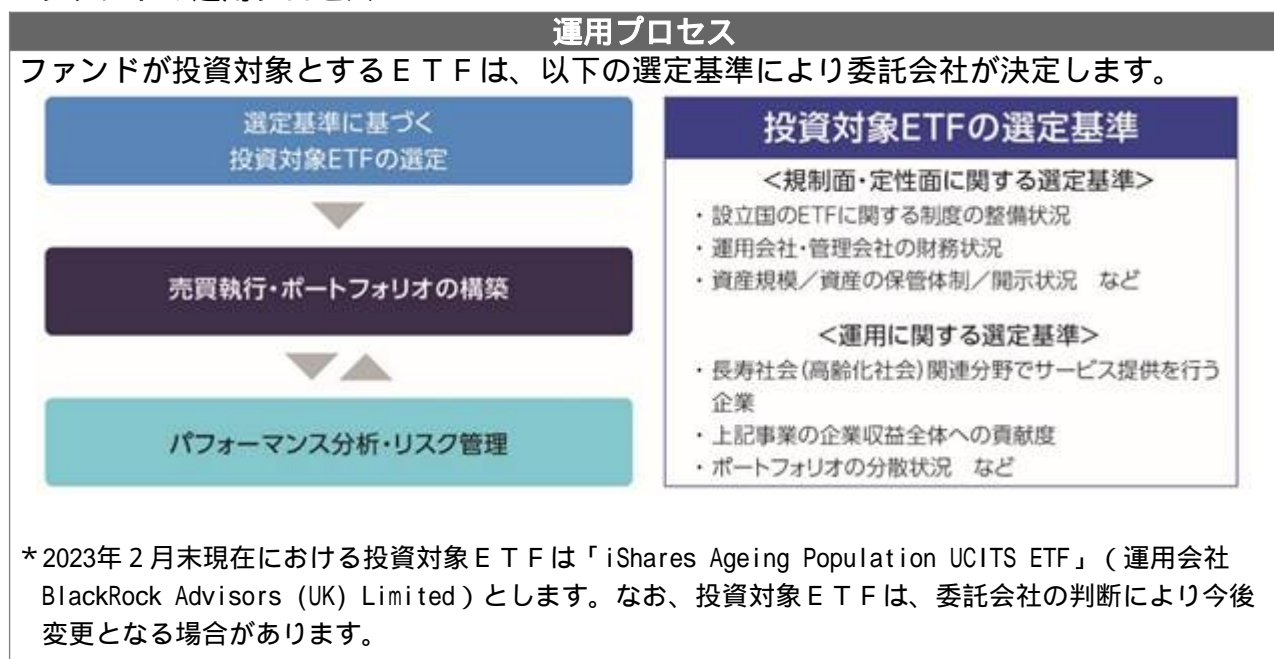 運用プロセス
ファンドが投資対象とするＥＴＦは、以下の選定基準により委託会社が決定します。
選定基準に基づく
投資対象ETFの選定
売買執行・ポートフォリオの構築
パフォーマンス分析・リスク管理
投資対象ETFの選定基準
＜規制面・定性面に関する選定基準＞
・設立国のETFに関する制度の整備状況
・運用会社・管理会社の財務状況
・資産規模／資産の保管体制／開示状況　など
＜運用に関する選定基準＞
・長寿社会（高齢化社会）関連分野でサービス提供を行う
企業
・上記事業の企業収益全体への貢献度
・ポートフォリオの分散状況　など
＊2023年２月末現在における投資対象ＥＴＦは「iShares Ageing Population UCITS ETF」（運用会社
BlackRock Advisors (UK) Limited）とします。なお、投資対象ＥＴＦは、委託会社の判断により今後
変更となる場合があります。